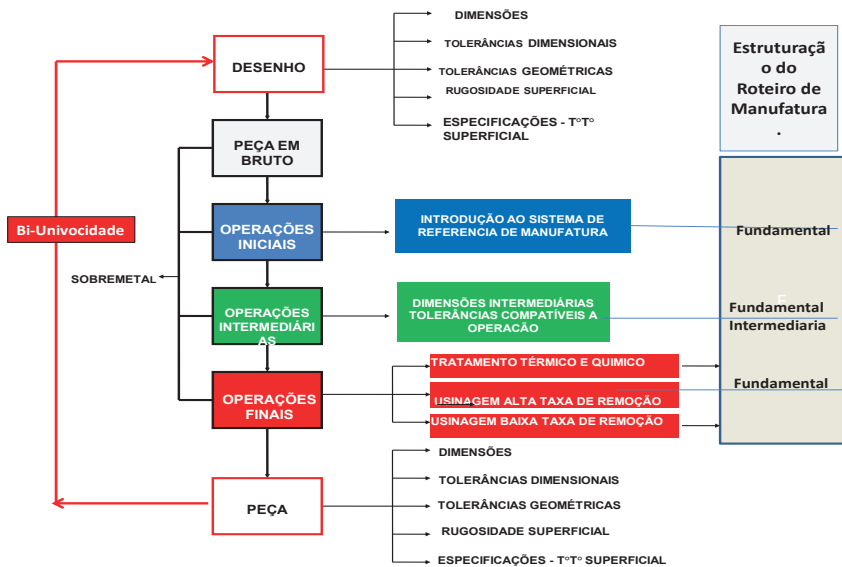 DIMENSÕES
TOLERÂNCIAS DIMENSIONAIS
DESENHO
TOLERÂNCIAS GEOMÉTRICAS
RUGOSIDADE SUPERFICIAL
ESPECIFICAÇÕES - T°T°
SUPERFICIAL
Estruturaçã
o do
Roteiro de
Manufatura
.
PEÇA EM
BRUTO
Bi-Univocidade
OPERAÇÕES
INICIAIS
INTRODUÇÃO AO SISTEMA DE
REFERENCIA DE MANUFATURA
Fundamental
SOBREMETAL
OPERAÇÕES
INTERMEDIÁRI
AS
DIMENSÕES INTERMEDIÁRIAS
TOLERÂNCIAS COMPATÍVEIS A
OPERACÃO
F
Fundamental
Intermediaria
OPERAÇÕES
FINAIS
TRATAMENTO TÉRMICO E QUIMICO
USINAGEM ALTA TAXA DE REMOÇÃO
USINAGEM BAIXA TAXA DE REMOÇÃO
Fundamental
PEÇA
DIMENSÕES
TOLERÂNCIAS DIMENSIONAIS
TOLERÂNCIAS GEOMÉTRICAS
RUGOSIDADE SUPERFICIAL
ESPECIFICAÇÕES - T°T° SUPERFICIAL